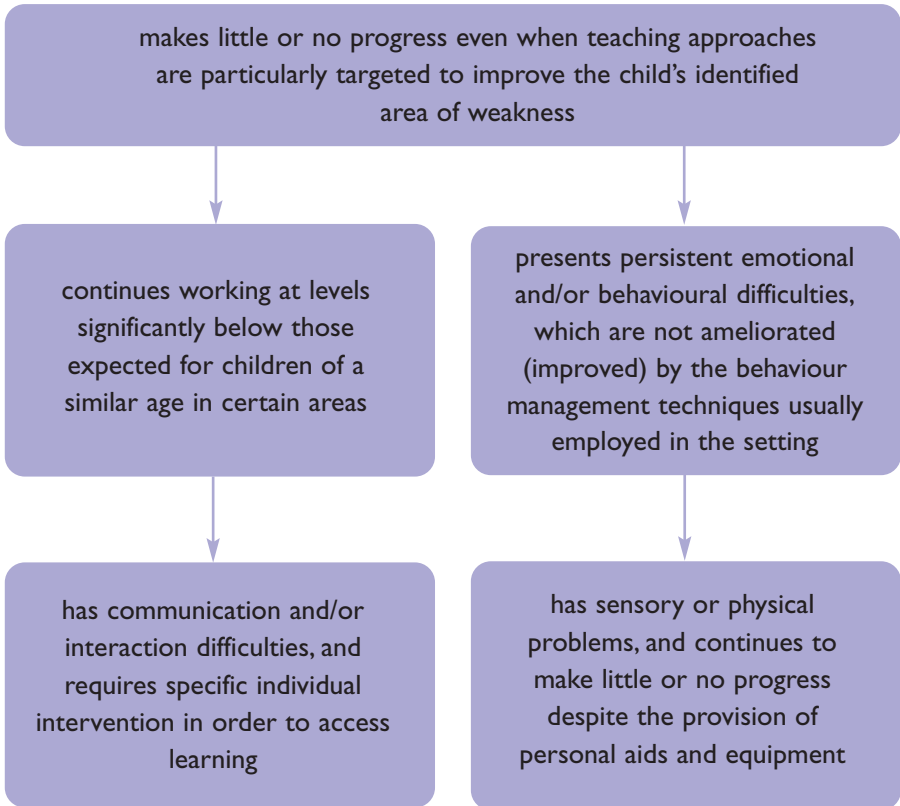 makes little or no progress even when teaching approaches
are particularly targeted to improve the child’s identified
area of weakness
continues working at levels
significantly below those
expected for children of a
similar age in certain areas
presents persistent emotional
and/or behavioural difficulties,
which are not ameliorated
(improved) by the behaviour
management techniques usually
employed in the setting
has communication and/or
interaction difficulties, and
requires specific individual
intervention in order to access
learning
has sensory or physical
problems, and continues to
make little or no progress
despite the provision of
personal aids and equipment